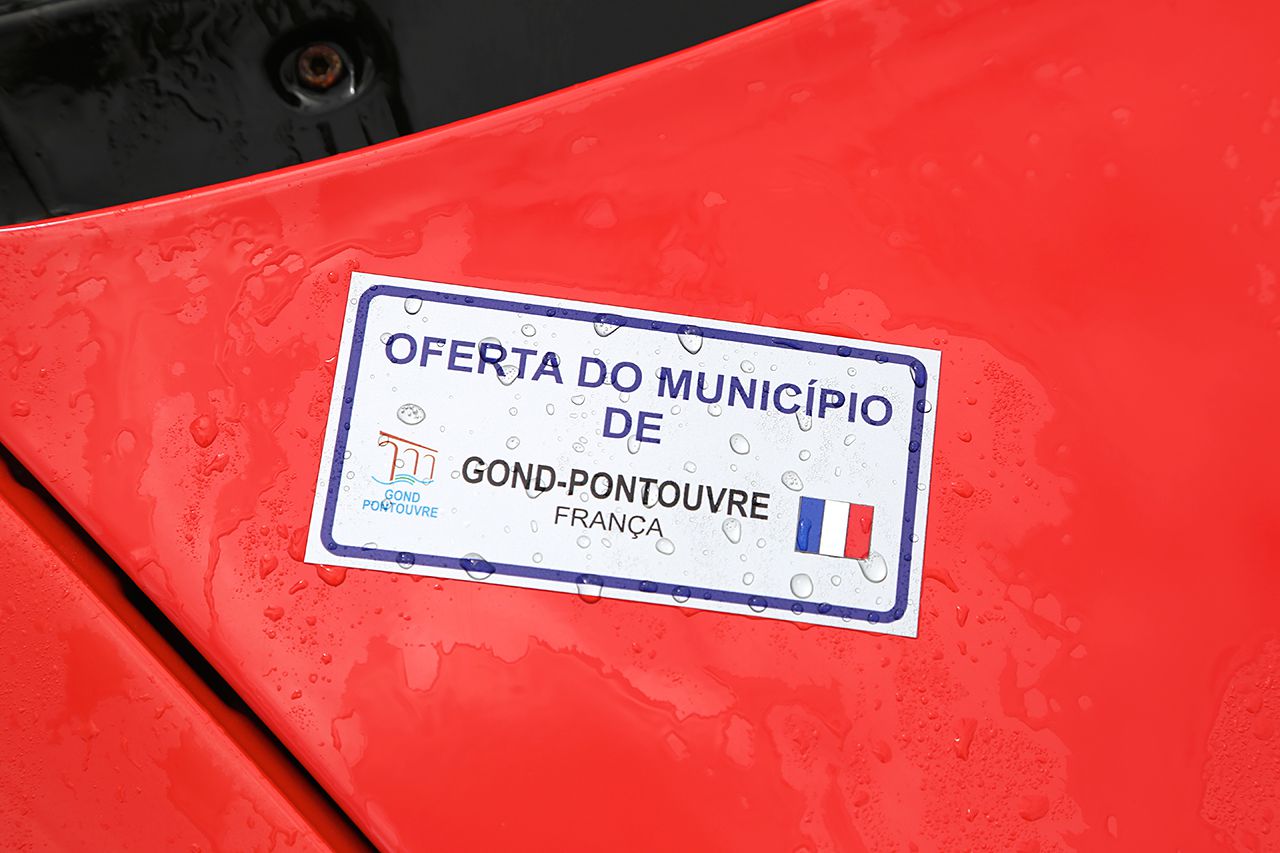 OFERTA DO MUNICÍPIO
DE
GOND-PONTOUVRE
FRANÇA
GOND
PONTOUVRE